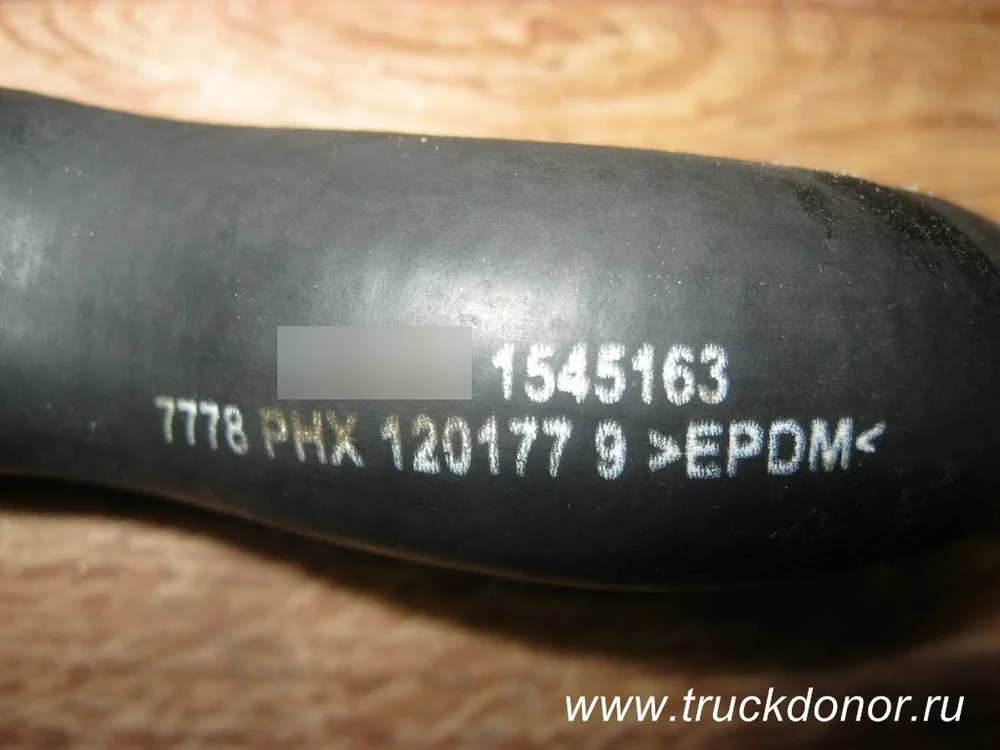 1545163
7778 PHX 120177 9 >EPDM<
www.truckdonor.ru